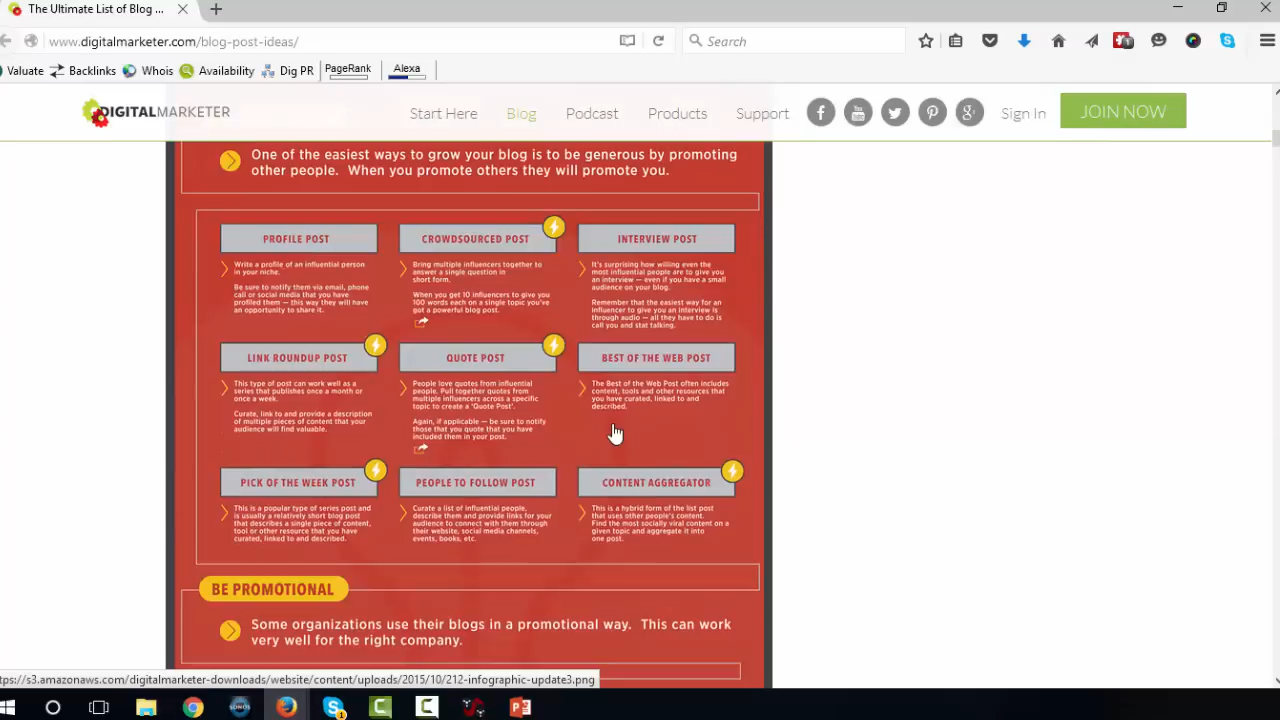 The Ultimate List of Blog ...
www.digitalmarketer.com/blog-post-ideas/
Search
Valuate
Backlinks
Whois
Availability
Dig PR
PageRank
Alexa
DIGITALMARKETER
Start Here
Blog
Podcast
Products
Support
Sign In
JOIN NOW
One of the easiest ways to grow your blog is to be generous by promoting
other people. When you promote others they will promote you.
PROFILE POST
Write a profile of an influential person
in your niche.
Be sure to notify them via email, phone
call or social media that you have
profiled them — this way they will have
an opportunity to share it.
CROWDSOURCED POST
Bring multiple influencers together to
answer a single question in
short form.
When you get 10 influencers to give you
100 words each on a single topic you've
got a powerful blog post.
INTERVIEW POST
It's surprising how willing even the
most influential people are to give you
an interview — even if you have a small
audience on your blog.
Remember that the easiest way for an
influencer to give you an interview is
through audio — all they have to do is
call you and stat talking.
LINK ROUNDUP POST
This type of post can work well as a
series that publishes once a month or
once a week.
Curate, link to and provide a description
of multiple pieces of content that your
audience will find valuable.
QUOTE POST
People love quotes from influential
people. Pull together quotes from
multiple influencers across a specific
topic to create a 'Quote Post'.
Again, if applicable — be sure to notify
those that you quote that you have
included them in your post.
BEST OF THE WEB POST
The Best of the Web Post often includes
content, tools and other resources that
you have curated, linked to and
described.
PICK OF THE WEEK POST
This is a popular type of series post and
is usually a relatively short blog post
that describes a single piece of content,
tool or other resource that you have
curated, linked to and described.
PEOPLE TO FOLLOW POST
Curate a list of influential people,
describe them and provide links for your
audience to connect with them through
their website, social media channels,
events, books, etc.
CONTENT AGGREGATOR
This is a hybrid form of the list post
that uses other people's content.
Find the most socially viral content on a
given topic and aggregate it into
one post.
BE PROMOTIONAL
Some organizations use their blogs in a promotional way. This can work
very well for the right company.
tps://s3.amazonaws.com/digitalmarketer-downloads/website/content/uploads/2015/10/212-infographic-update3.png
SONOS